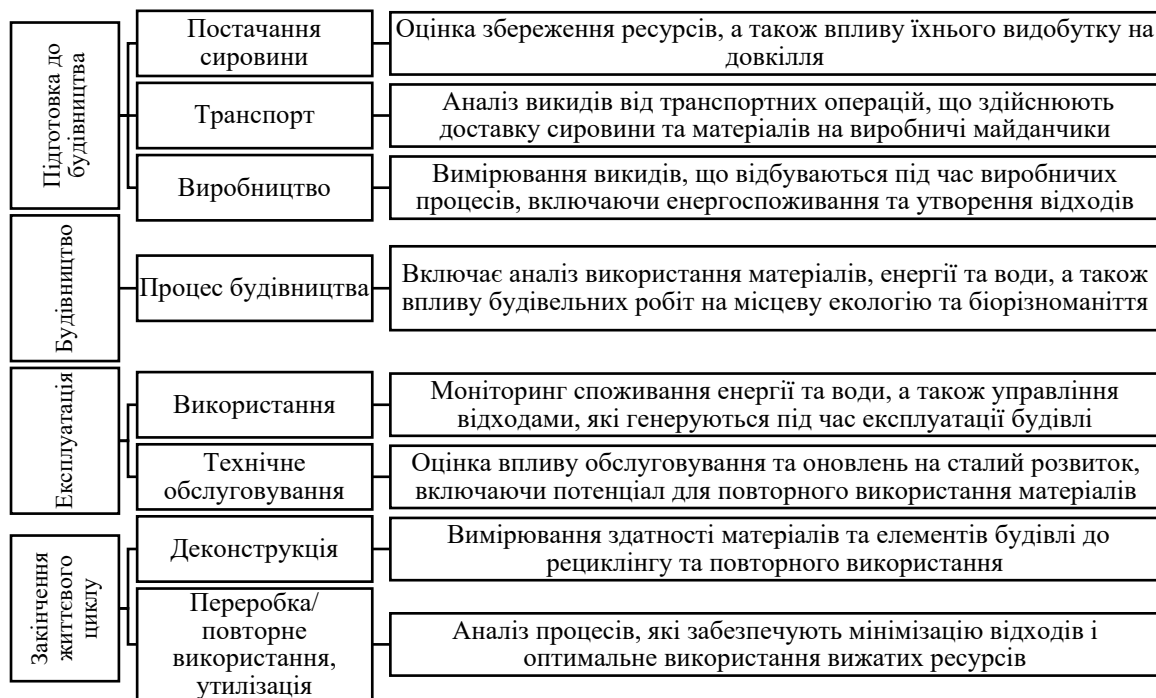 Підготовка до
будівництва
Постачання
сировини
Оцінка збереження ресурсів, а також впливу їхнього видобутку на
довкілля
Транспорт
Аналіз викидів від транспортних операцій, що здійснюють
доставку сировини та матеріалів на виробничі майданчики
Виробництво
Вимірювання викидів, що відбуваються під час виробничих
процесів, включаючи енергоспоживання та утворення відходів
Будівництво
Процес будівництва
Включає аналіз використання матеріалів, енергії та води, а також
впливу будівельних робіт на місцеву екологію та біорізноманіття
Експлуатація
Використання
Моніторинг споживання енергії та води, а також управління
відходами, які генеруються під час експлуатації будівлі
Технічне
обслуговування
Оцінка впливу обслуговування та оновлень на сталий розвиток,
включаючи потенціал для повторного використання матеріалів
Закінчення
життєвого
циклу
Деконструкція
Вимірювання здатності матеріалів та елементів будівлі до
рециклінгу та повторного використання
Переробка/
повторне
використання,
утилізація
Аналіз процесів, які забезпечують мінімізацію відходів і
оптимальне використання вижатих ресурсів